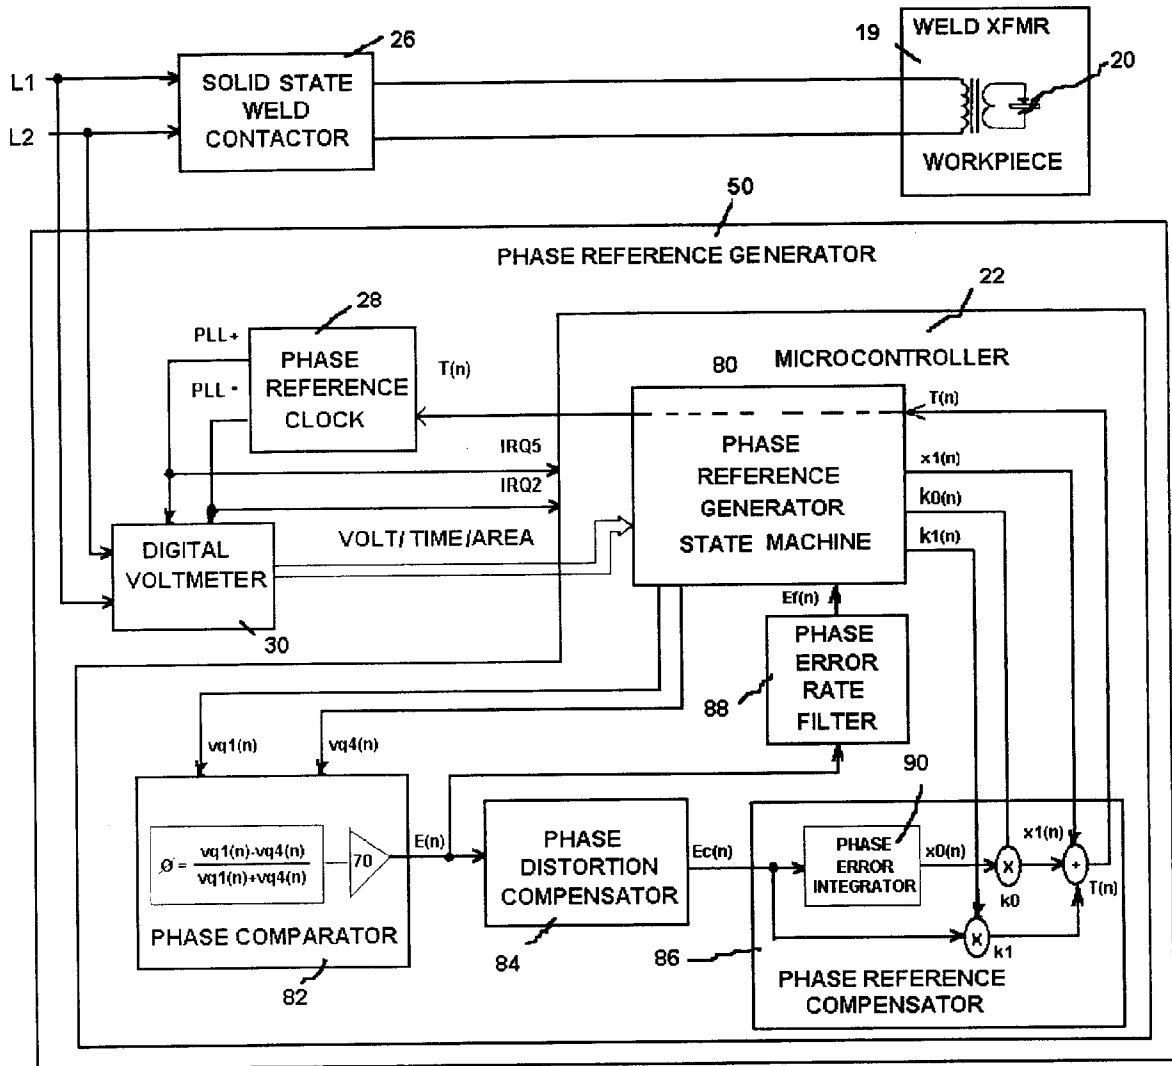 26
19
WELD XFMR
20
L1
SOLID STATE
WELD
CONTACTOR
L2
WORKPIECE
50
PHASE REFERENCE GENERATOR
22
28
PLL+
PHASE
REFERENCE
CLOCK
PLL -
T(n)
MICROCONTROLLER
80
T(n)
PHASE
REFERENCE
GENERATOR
STATE MACHINE
x1(n)
k0(n)
k1(n)
IRQ5
IRQ2
VOLT/TIME/AREA
DIGITAL
VOLTMETER
30
Ef(n)
PHASE
ERROR
RATE
FILTER
88
vq1(n)
vq4(n)
90
Ø = vq1(n)-vq4(n)
vq1(n)+vq4(n)
70
E(n)
PHASE COMPARATOR
82
PHASE
DISTORTION
COMPENSATOR
84
Ec(n)
PHASE
ERROR
INTEGRATOR
x0(n)
X
k0
x1(n)
+
T(n)
X
k1
86
PHASE REFERENCE
COMPENSATOR